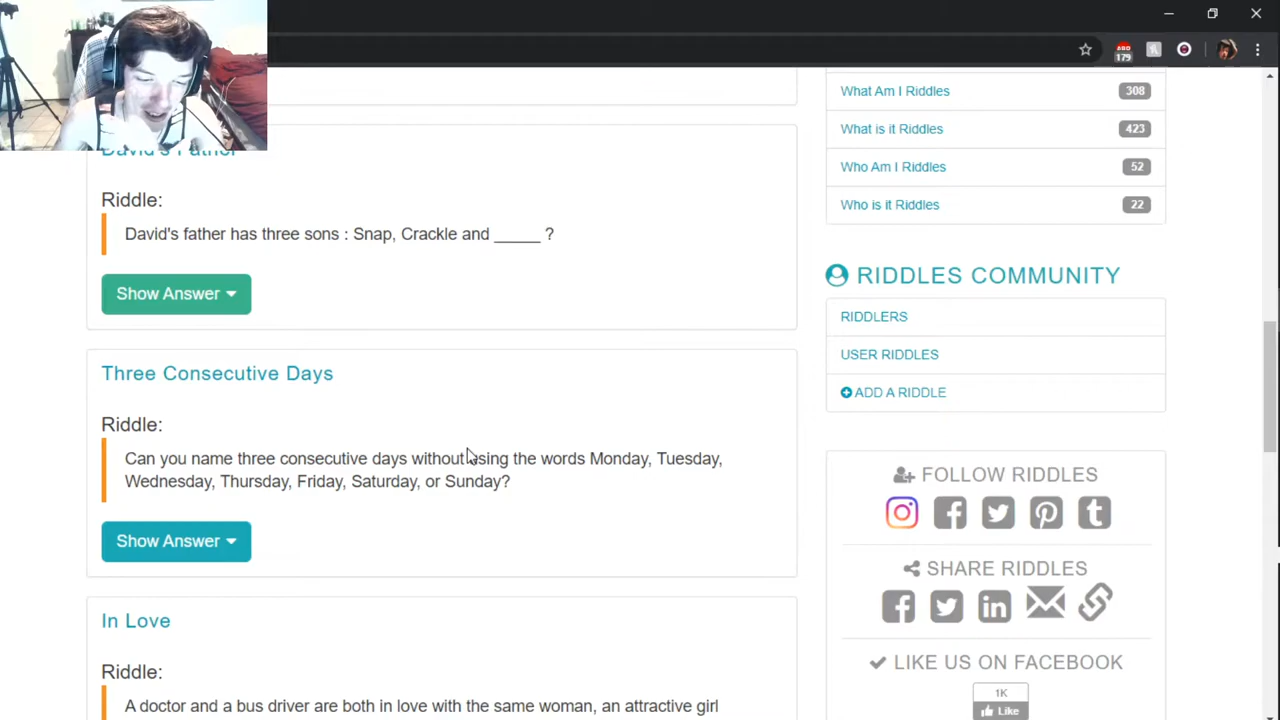 ABD
179
David's Father
Riddle:
David's father has three sons : Snap, Crackle and _____ ?
Show Answer
Three Consecutive Days
Riddle:
Can you name three consecutive days without using the words Monday, Tuesday,
Wednesday, Thursday, Friday, Saturday, or Sunday?
Show Answer
In Love
Riddle:
A doctor and a bus driver are both in love with the same woman, an attractive girl
What Am I Riddles 308
What is it Riddles 423
Who Am I Riddles 52
Who is it Riddles 22
RIDDLES COMMUNITY
RIDDLERS
USER RIDDLES
ADD A RIDDLE
FOLLOW RIDDLES
SHARE RIDDLES
LIKE US ON FACEBOOK
1K
Like